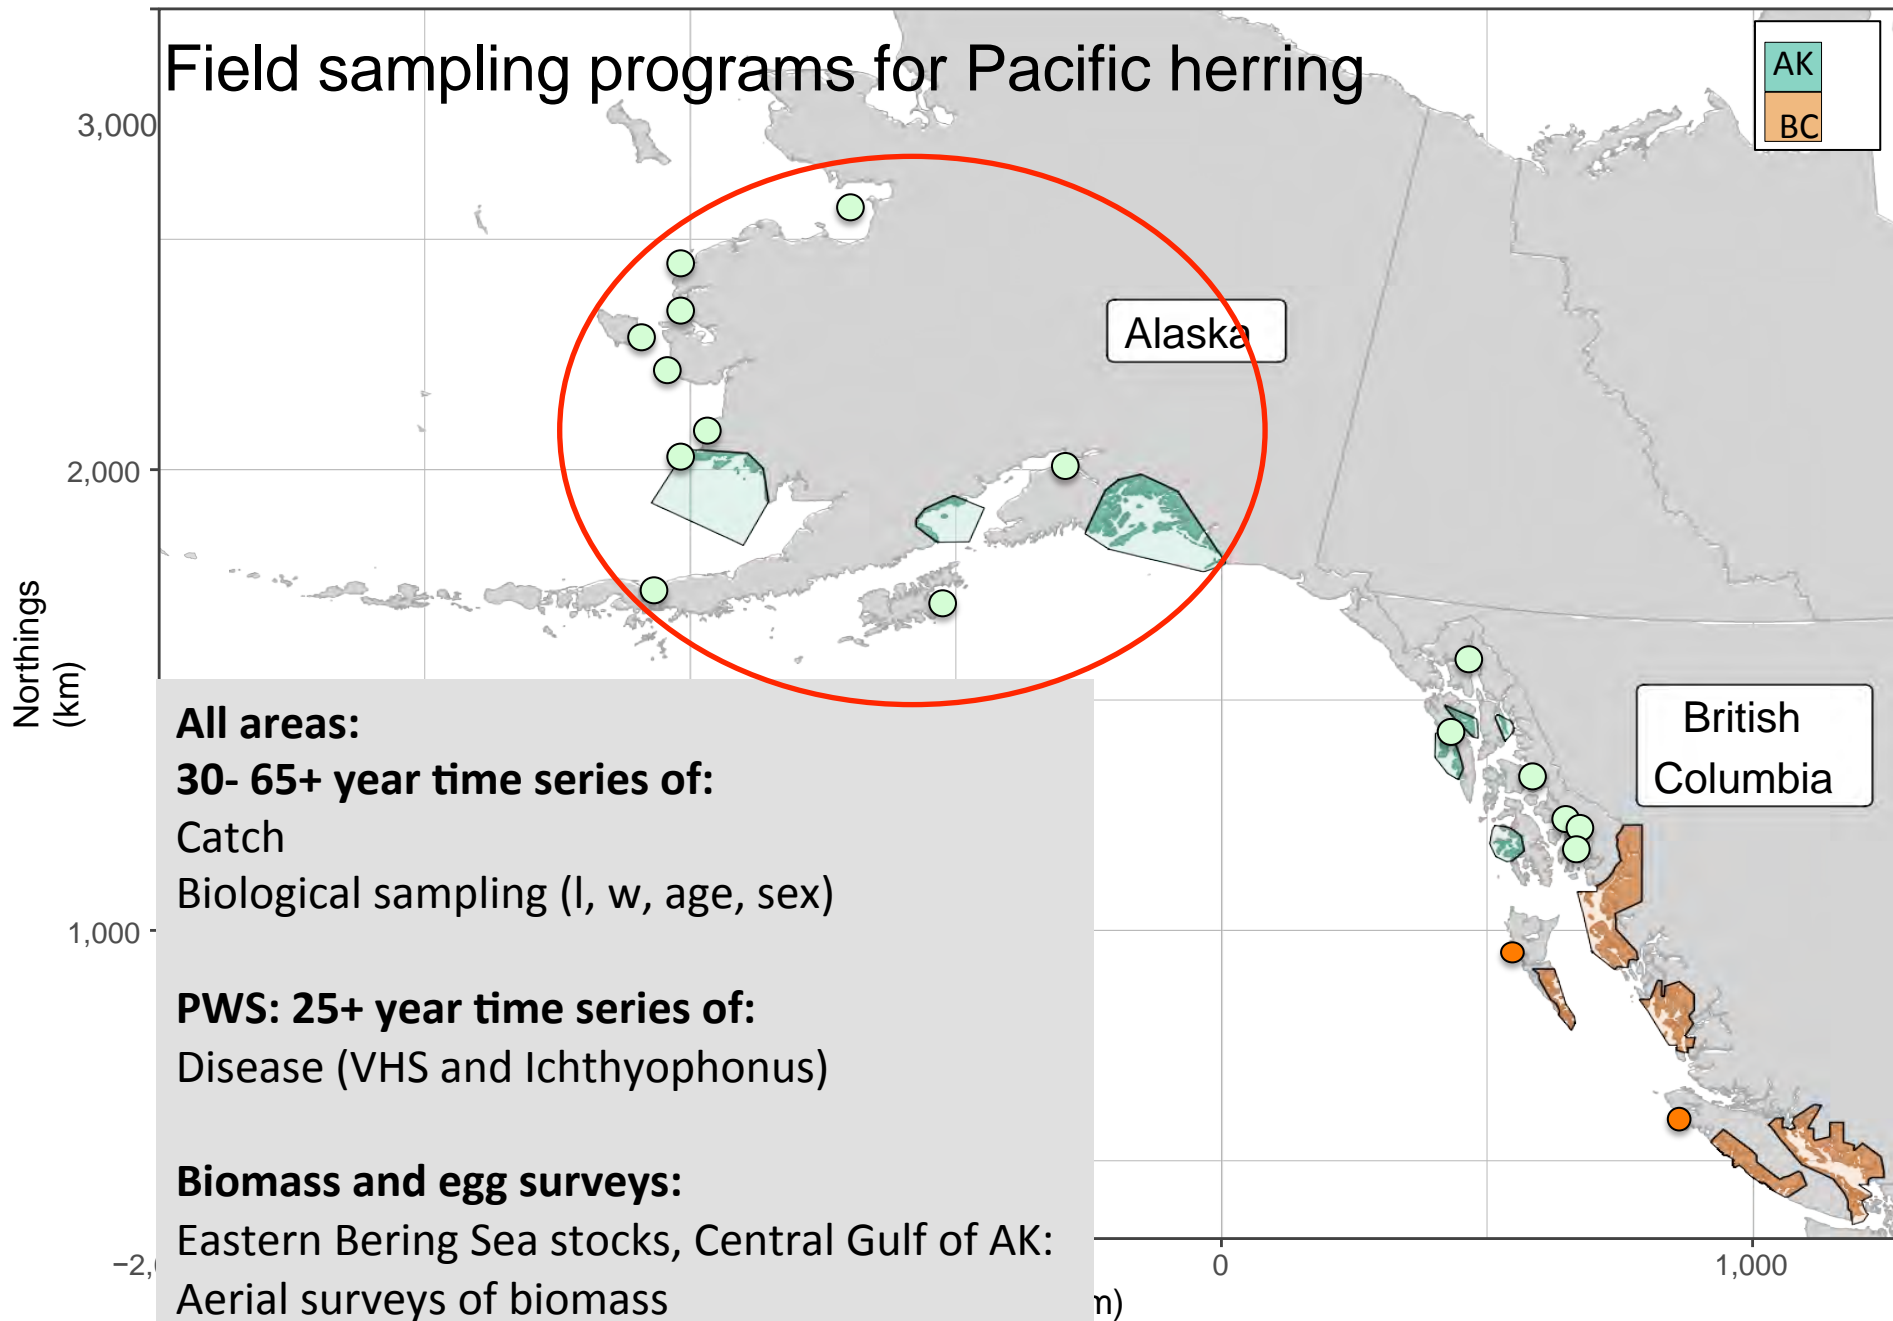 Field sampling programs for Pacific herring
AK
BC
3,000
2,000
1,000
Northings
(km)
Alaska
British
Columbia
All areas:
30- 65+ year time series of:
Catch
Biological sampling (l, w, age, sex)
PWS: 25+ year time series of:
Disease (VHS and Ichthyophonus)
Biomass and egg surveys:
Eastern Bering Sea stocks, Central Gulf of AK:
Aerial surveys of biomass
0
1,000